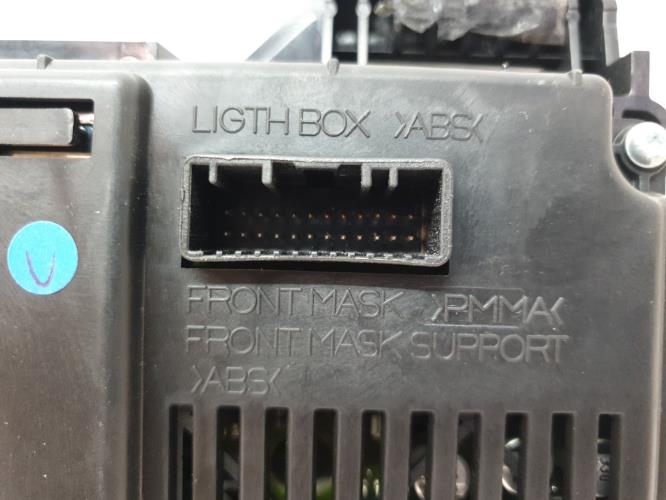 LIGTH BOX >ABS<
FRONT MASK >PMMA<
FRONT MASK SUPPORT
>ABS<